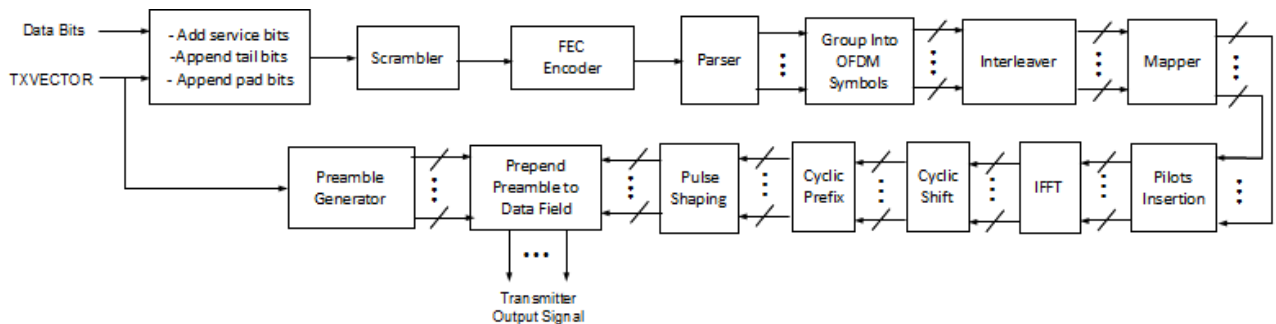 Data Bits
TXVECTOR
- Add service bits
-Append tail bits
- Append pad bits
Scrambler
FEC
Encoder
Parser
Group Into
OFDM
Symbols
Interleaver
Mapper
Preamble
Generator
Prepend
Preamble to
Data Field
Pulse
Shaping
Cyclic
Prefix
Cyclic
Shift
IFFT
Pilots
Insertion
Transmitter
Output Signal